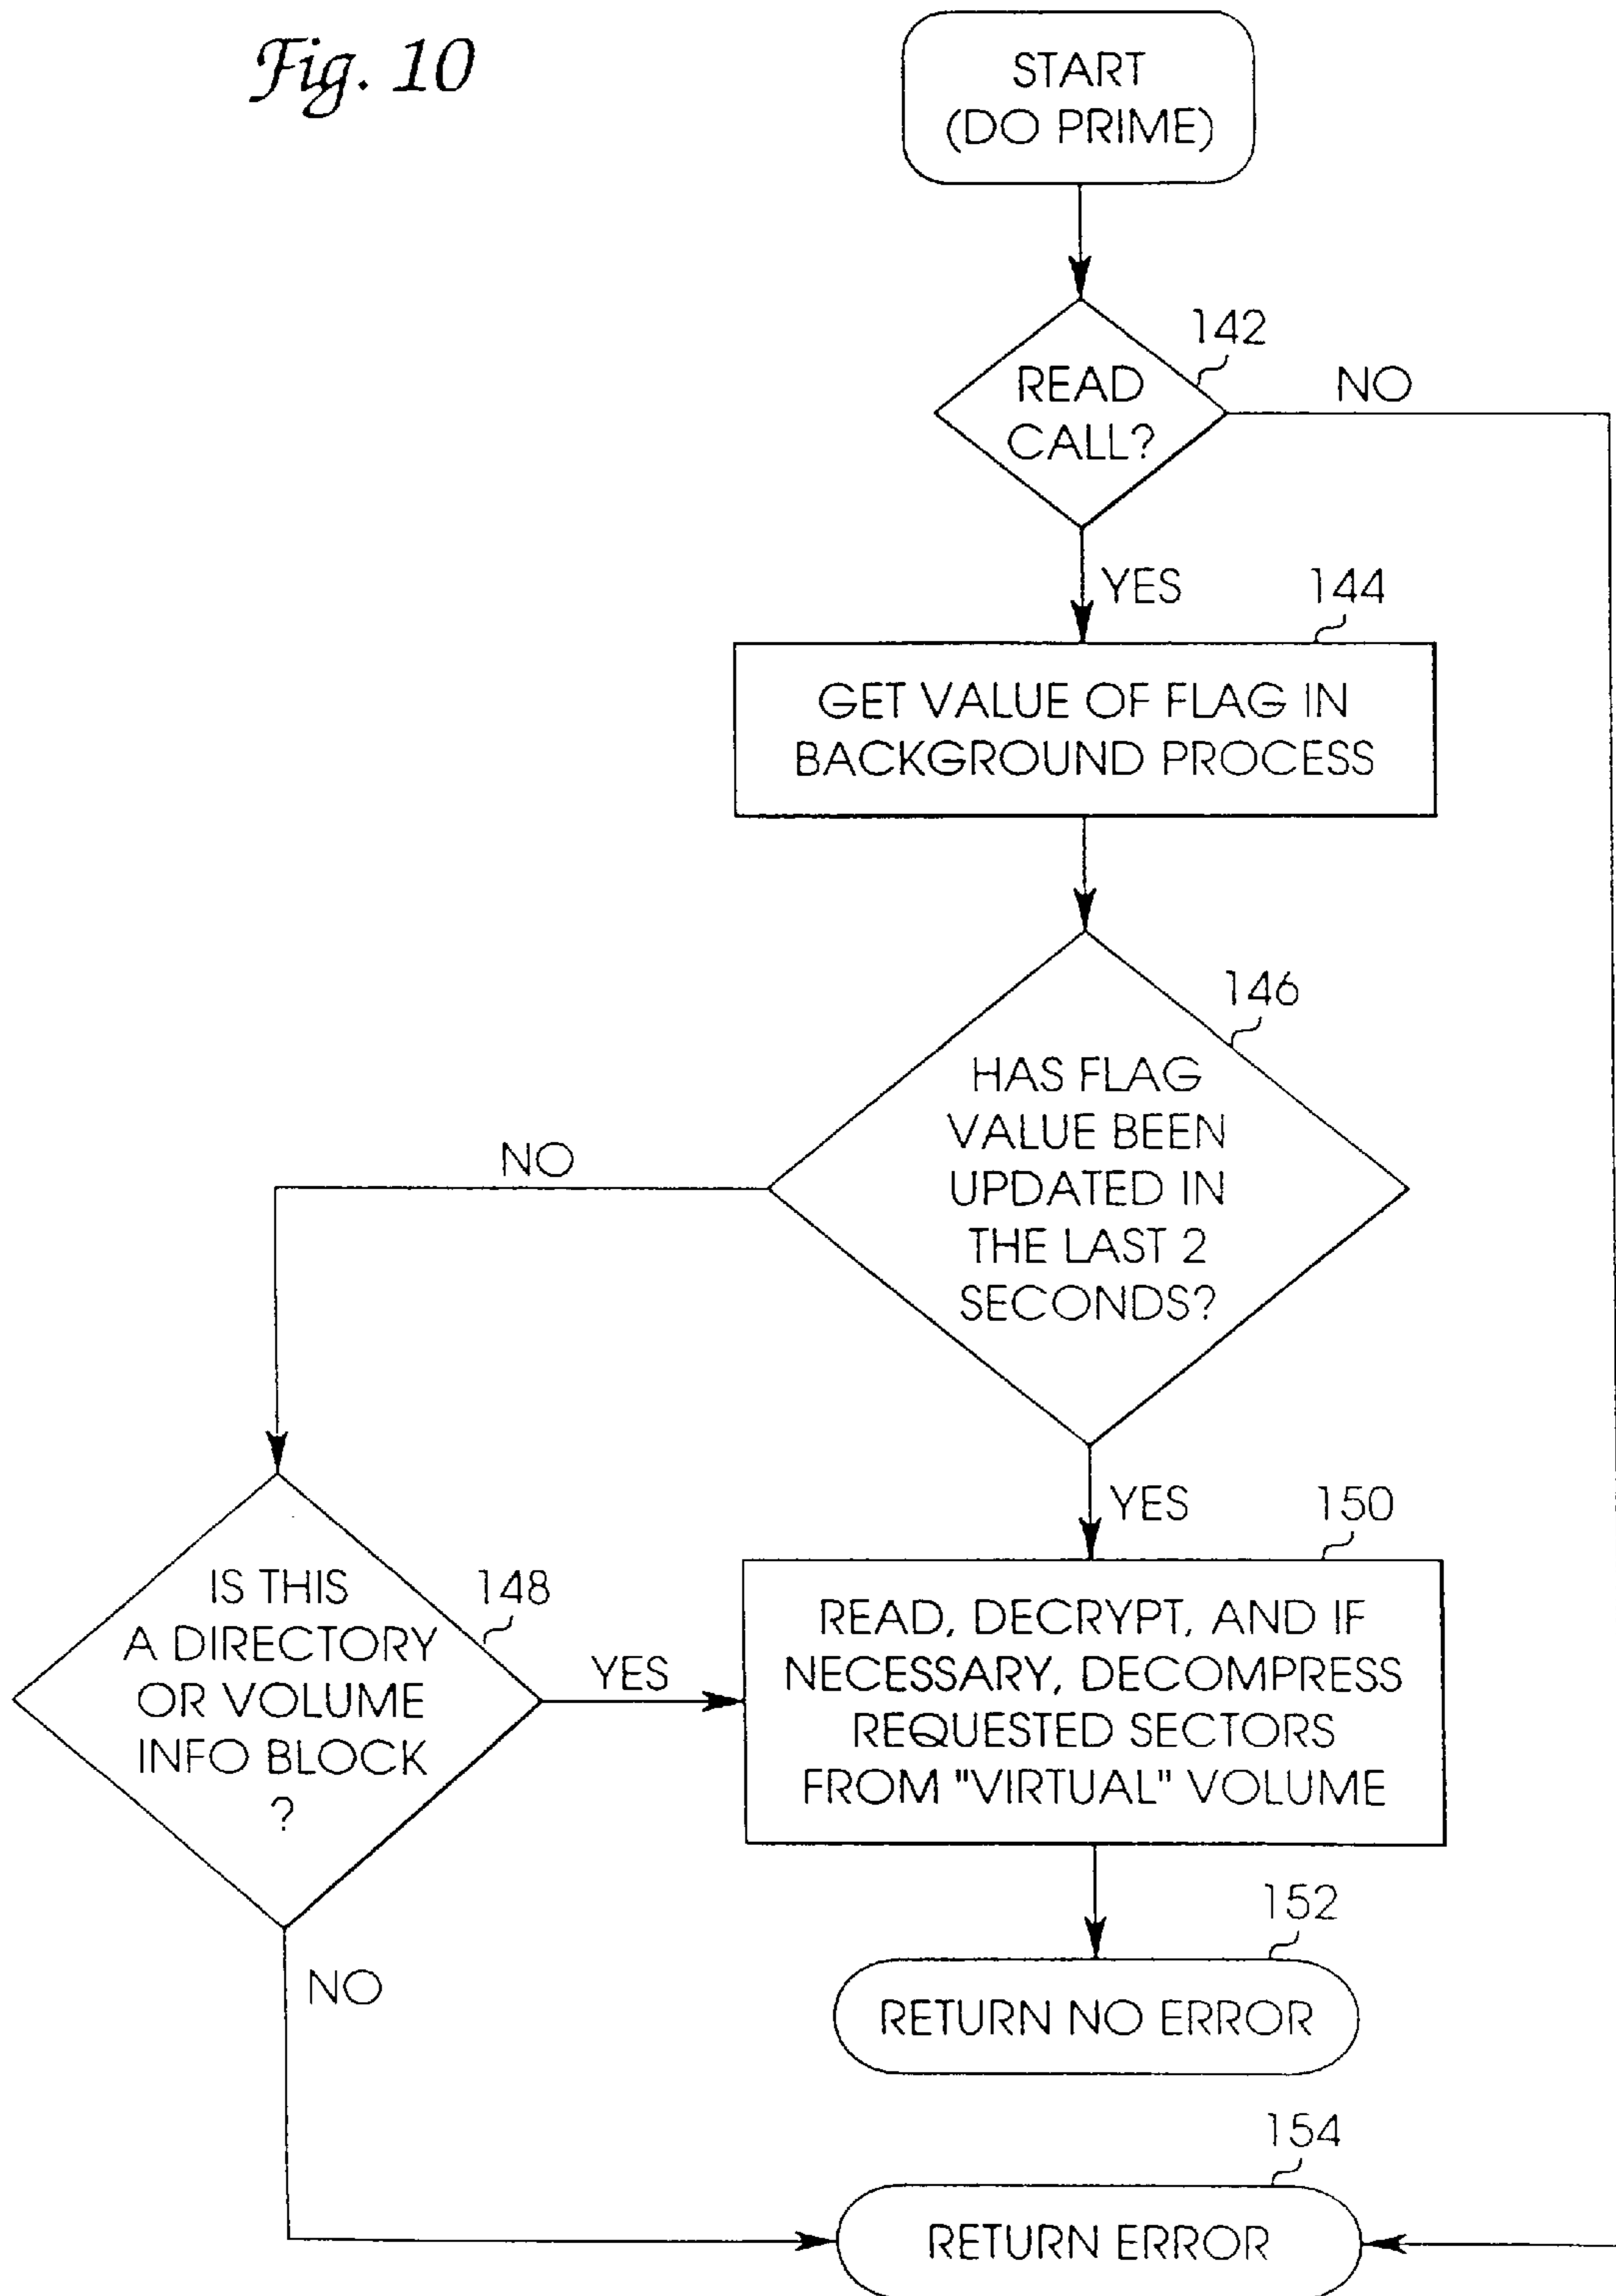 Fig. 10
START
(DO PRIME)
142
READ
CALL?
NO
YES
144
GET VALUE OF FLAG IN
BACKGROUND PROCESS
146
HAS FLAG
VALUE BEEN
UPDATED IN
THE LAST 2
SECONDS?
NO
YES
150
IS THIS
A DIRECTORY
OR VOLUME
INFO BLOCK
?
148
YES
READ, DECRYPT, AND IF
NECESSARY, DECOMPRESS
REQUESTED SECTORS
FROM "VIRTUAL" VOLUME
152
NO
RETURN NO ERROR
154
RETURN ERROR